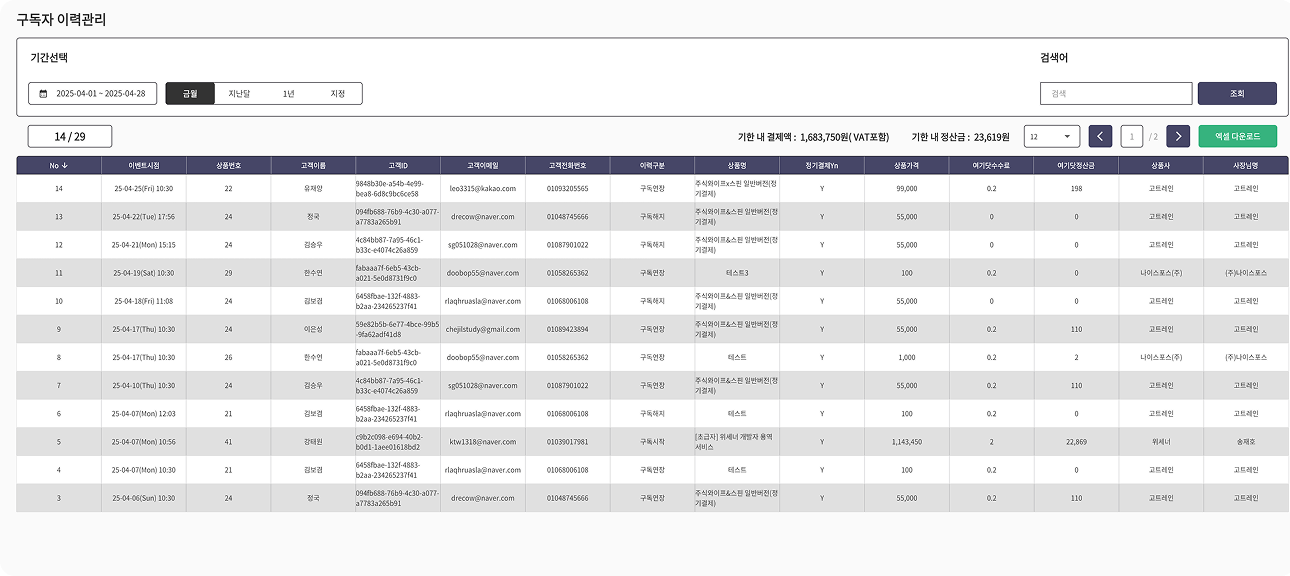 구독자 이력관리
기간선택 검색어
2025-04-01 ~ 2025-04-28 금월 지난달 1년 지정 검색 조회
14 / 29 기한 내 결제액 : 1,683,750원( VAT포함) 기한 내 정산금 : 23,619원 12 1 / 2 엑셀 다운로드
No 이벤트시점 상품번호 고객이름 고객ID 고객이메일 고객전화번호 이력구분 상품명 정기결제Yn 상품가격 여기닷수수료 여기닷정산금 상품사 사장님명
14 25-04-25(Fri) 10:30 22 유재양 9848b30e-a54b-4e99-bea8-6d8c9bc6ce58 leo3315@kakao.com 01093205565 구독연장 주식와이프x스핀 일반버전(정기결제) Y 99,000 0.2 198 고트레인 고트레인
13 25-04-22(Tue) 17:56 24 정국 094fb688-76b9-4c30-a077-a7783a265b91 drecow@naver.com 01048745666 구독해지 주식와이프&스핀 일반버전(정기결제) Y 55,000 0 0 고트레인 고트레인
12 25-04-21(Mon) 15:15 24 김승우 4c84bb87-7a95-46c1-b33c-e4074c26a859 sg051028@naver.com 01087901022 구독해지 주식와이프&스핀 일반버전(정기결제) Y 55,000 0 0 고트레인 고트레인
11 25-04-19(Sat) 10:30 29 한수연 fabaaa7f-6eb5-43cb-a021-5e0d8731f9c0 doobop55@naver.com 01058265362 구독연장 테스트3 Y 100 0.2 0 나이스포스(주) (주)나이스포스
10 25-04-18(Fri) 11:08 24 김보겸 6458fbae-132f-4883-b2aa-234265237f41 rlaqhruasla@naver.com 01068006108 구독해지 주식와이프&스핀 일반버전(정기결제) Y 55,000 0 0 고트레인 고트레인
9 25-04-17(Thu) 10:30 24 이은성 59e82b5b-6e77-4bce-99b5-9fa62adf41d8 chejilstudy@gmail.com 01089423894 구독연장 주식와이프&스핀 일반버전(정기결제) Y 55,000 0.2 110 고트레인 고트레인
8 25-04-17(Thu) 10:30 26 한수연 fabaaa7f-6eb5-43cb-a021-5e0d8731f9c0 doobop55@naver.com 01058265362 구독연장 테스트 Y 1,000 0.2 2 나이스포스(주) (주)나이스포스
7 25-04-10(Thu) 10:30 24 김승우 4c84bb87-7a95-46c1-b33c-e4074c26a859 sg051028@naver.com 01087901022 구독연장 주식와이프&스핀 일반버전(정기결제) Y 55,000 0.2 110 고트레인 고트레인
6 25-04-07(Mon) 12:03 21 김보겸 6458fbae-132f-4883-b2aa-234265237f41 rlaqhruasla@naver.com 01068006108 구독해지 테스트 Y 100 0.2 0 고트레인 고트레인
5 25-04-07(Mon) 10:56 41 강태원 c9b2c098-e694-40b2-b0d1-1aee01618bd2 ktw1318@naver.com 01039017981 구독시작 [초급자] 위세너 개발자 용역 서비스 Y 1,143,450 2 22,869 위세너 송재호
4 25-04-07(Mon) 10:30 21 김보겸 6458fbae-132f-4883-b2aa-234265237f41 rlaqhruasla@naver.com 01068006108 구독연장 테스트 Y 100 0.2 0 고트레인 고트레인
3 25-04-06(Sun) 10:30 24 정국 094fb688-76b9-4c30-a077-a7783a265b91 drecow@naver.com 01048745666 구독연장 주식와이프&스핀 일반버전(정기결제) Y 55,000 0.2 110 고트레인 고트레인